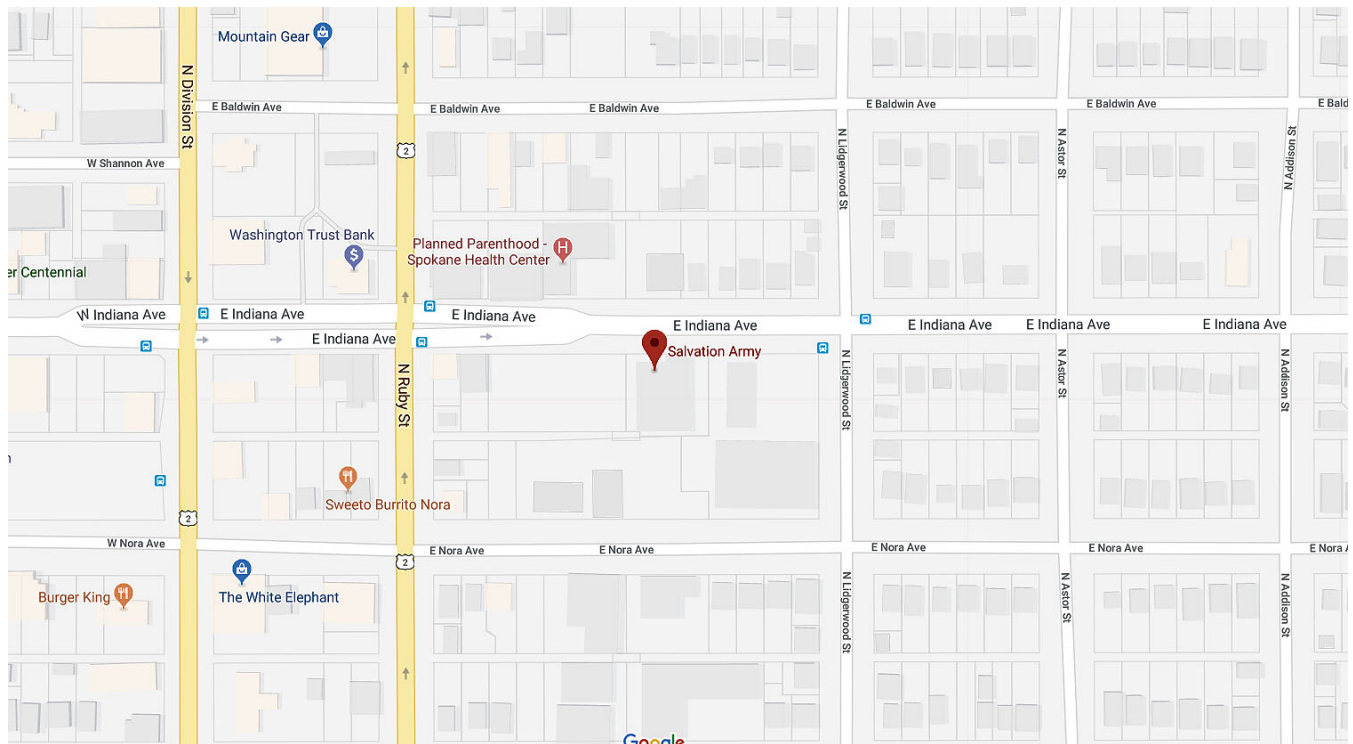 Mountain Gear
N Division St
E Baldwin Ave
E Baldwin Ave
E Baldwin Ave
E Baldwin Ave
E Baldwin Ave
E Bald
W Shannon Ave
2
N Lidgerwood St
N Astor St
N Addison St
Washington Trust Bank
$
Planned Parenthood -
Spokane Health Center
H
er Centennial
W Indiana Ave
E Indiana Ave
E Indiana Ave
E Indiana Ave
E Indiana Ave
E Indiana Ave
E Indiana Ave
E Indiana Ave
Salvation Army
N Ruby St
N Lidgerwood St
N Astor St
N Addison St
n
Sweeto Burrito Nora
2
W Nora Ave
E Nora Ave
E Nora Ave
E Nora Ave
E Nora Ave
E Nora A
2
Burger King
The White Elephant
N Lidgerwood St
N Astor St
N Addison St
Google